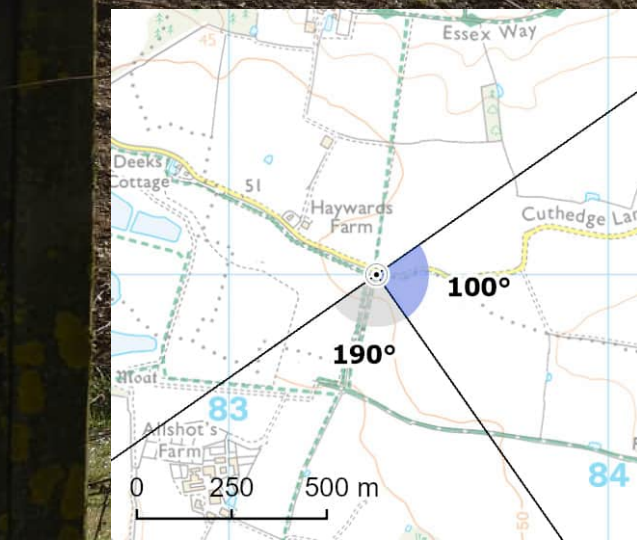 45
Essex Way
Deeks
Cottage
51
Haywards
Farm
Cuthedge Lan
100°
190°
Moat
83
Allshot's
Farm
84
0 250 500 m
50